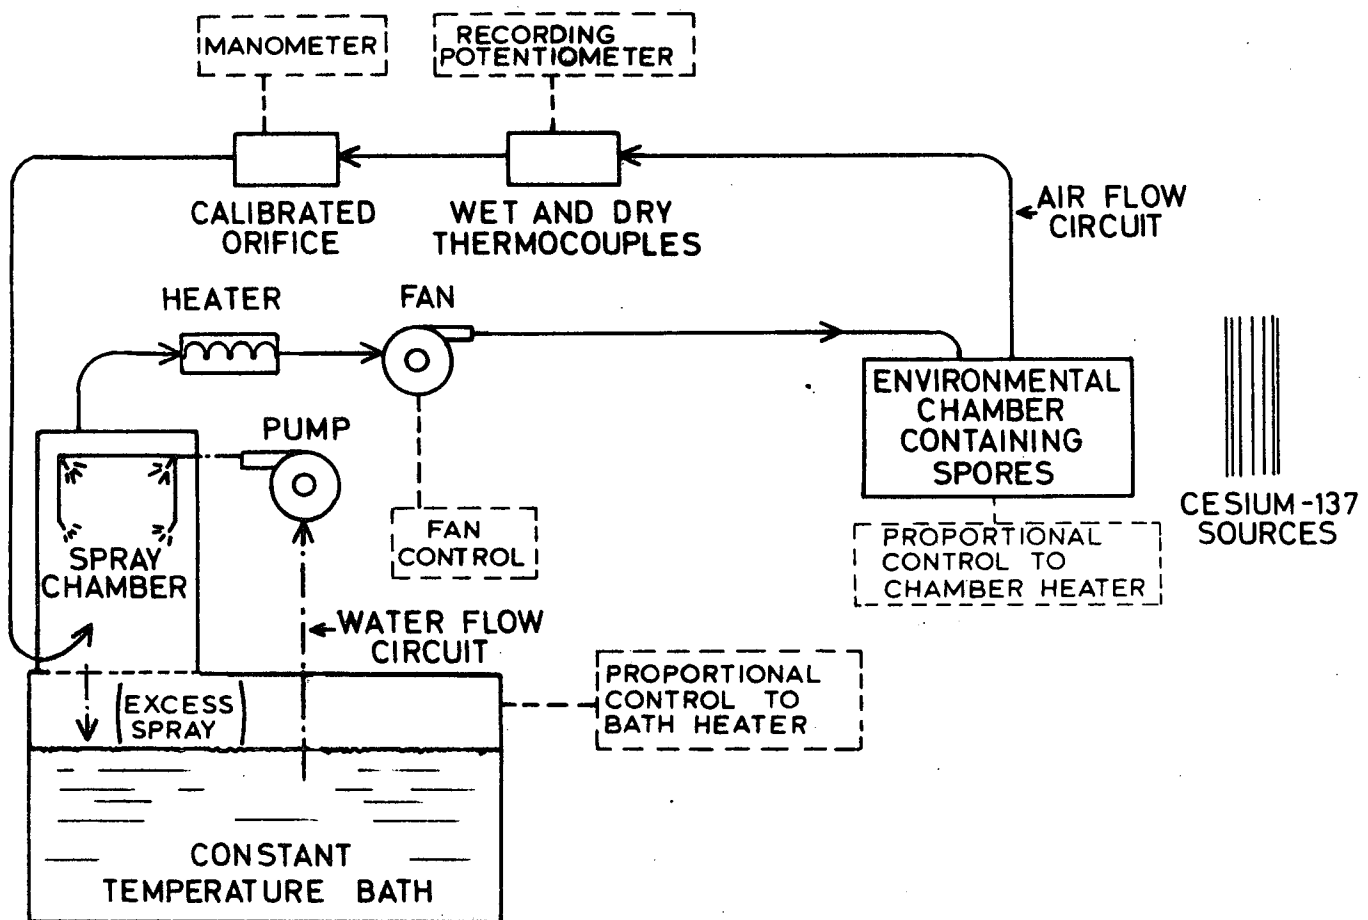 MANOMETER
RECORDING
POTENTIOMETER
CALIBRATED
ORIFICE
WET AND DRY
THERMOCOUPLES
AIR FLOW
CIRCUIT
HEATER
FAN
PUMP
ENVIRONMENTAL
CHAMBER
CONTAINING
SPORES
CESIUM-137
SOURCES
FAN
CONTROL
PROPORTIONAL
CONTROL TO
CHAMBER HEATER
SPRAY
CHAMBER
WATER FLOW
CIRCUIT
(EXCESS
SPRAY)
PROPORTIONAL
CONTROL TO
BATH HEATER
CONSTANT
TEMPERATURE BATH